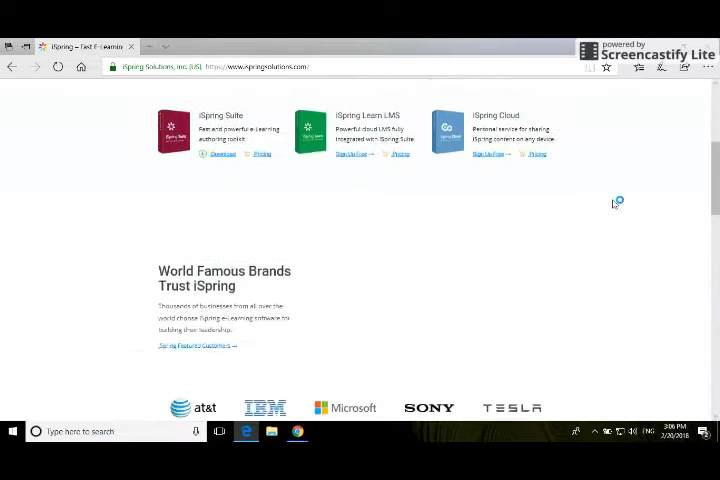 iSpring – Fast E-Learnin
powered by
Screencastify Lite
iSpring Solutions, Inc. [US] https://www.ispringsolutions.com/
iSpring Suite
Fast and powerful e-Learning
authoring toolkit
Download Pricing
iSpring Learn LMS
Powerful cloud LMS fully
integrated with iSpring Suite
Sign Up Free → Pricing
iSpring Cloud
Personal service for sharing
iSpring content on any device.
Sign Up Free → Pricing
World Famous Brands
Trust iSpring
Thousands of businesses from all over the
world choose iSpring e-Learning software for
building their leadership.
iSpring Featured Customers →
at&t IBM Microsoft SONY TESLA
Type here to search
ENG
3:06 PM
2/20/2018